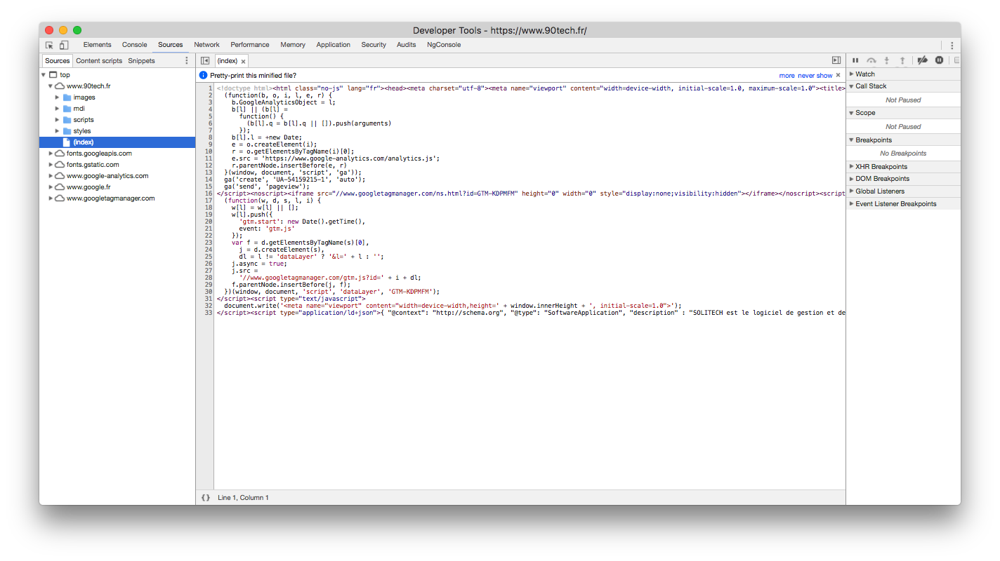 Developer Tools - https://www.90tech.fr/
Elements Console Sources Network Performance Memory Application Security Audits NgConsole
Sources Content scripts Snippets
top
www.90tech.fr
images
mdi
scripts
styles
(index)
fonts.googleapis.com
fonts.gstatic.com
www.google-analytics.com
www.google.fr
www.googletagmanager.com
(index) ×
Pretty-print this minified file? more never show ×
1 <!doctype html><html class="no-js" lang="fr"><head><meta charset="utf-8"><meta name="viewport" content="width=device-width, initial-scale=1.0, maximum-scale=1.0"><title>
2 (function(b, o, i, l, e, r) {
3 b.GoogleAnalyticsObject = l;
4 b[l] || (b[l] =
5 function() {
6 (b[l].q = b[l].q || []).push(arguments)
7 });
8 b[l].l = +new Date;
9 e = o.createElement(i);
10 r = o.getElementsByTagName(i)[0];
11 e.src = 'https://www.google-analytics.com/analytics.js';
12 r.parentNode.insertBefore(e, r)
13 }(window, document, 'script', 'ga'));
14 ga('create', 'UA-54159215-1', 'auto');
15 ga('send', 'pageview');
16 </script><noscript><iframe src="//www.googletagmanager.com/ns.html?id=GTM-KDPMFM" height="0" width="0" style="display:none;visibility:hidden"></iframe></noscript><script
17 (function(w, d, s, l, i) {
18 w[l] = w[l] || [];
19 w[l].push({
20 'gtm.start': new Date().getTime(),
21 event: 'gtm.js'
22 });
23 var f = d.getElementsByTagName(s)[0],
24 j = d.createElement(s),
25 dl = l != 'dataLayer' ? '&l=' + l : '';
26 j.async = true;
27 j.src =
28 '//www.googletagmanager.com/gtm.js?id=' + i + dl;
29 f.parentNode.insertBefore(j, f);
30 })(window, document, 'script', 'dataLayer', 'GTM-KDPMFM');
31 </script><script type="text/javascript">
32 document.write('<meta name="viewport" content="width=device-width,height=' + window.innerHeight + ', initial-scale=1.0">');
33 </script><script type="application/ld+json">{ "@context": "http://schema.org", "@type": "SoftwareApplication", "description" : "SOLITECH est le logiciel de gestion et de
{} Line 1, Column 1
Watch
Call Stack
Not Paused
Scope
Not Paused
Breakpoints
No Breakpoints
XHR Breakpoints
DOM Breakpoints
Global Listeners
Event Listener Breakpoints